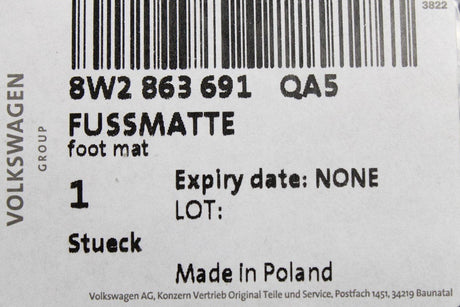 3822
8W2 863 691 QA5
FUSSMATTE
foot mat
1
Expiry date: NONE
LOT:
Stueck
Made in Poland
Volkswagen AG, Konzern Vertrieb Original Teile und Service, Postfach 1451, 34219 Baunatal
VOLKSWAGEN
GROUP